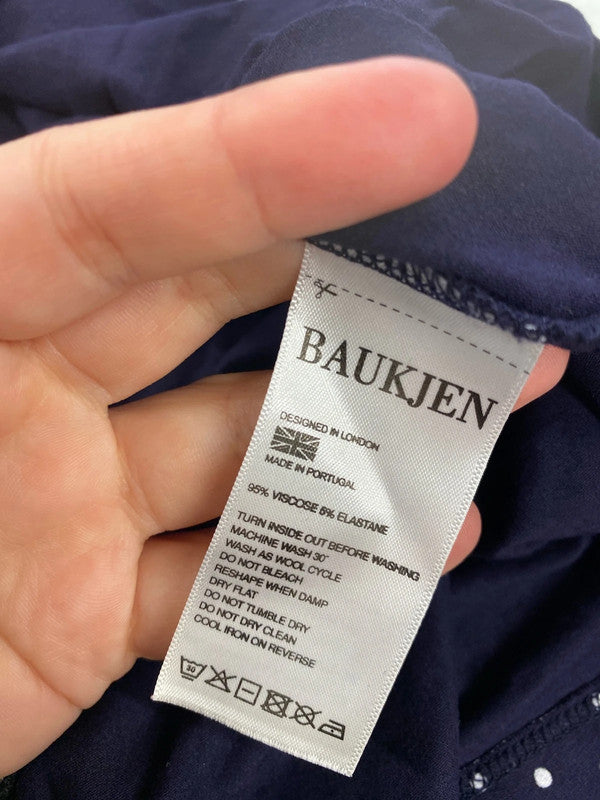 BAUKJEN
DESIGNED IN LONDON
MADE IN PORTUGAL
95% VISCOSE 5% ELASTANE
TURN INSIDE OUT BEFORE WASHING
MACHINE WASH 30°
WASH AS WOOL CYCLE
DO NOT BLEACH
RESHAPE WHEN DAMP
DRY FLAT
DO NOT TUMBLE DRY
DO NOT DRY CLEAN
COOL IRON ON REVERSE
30